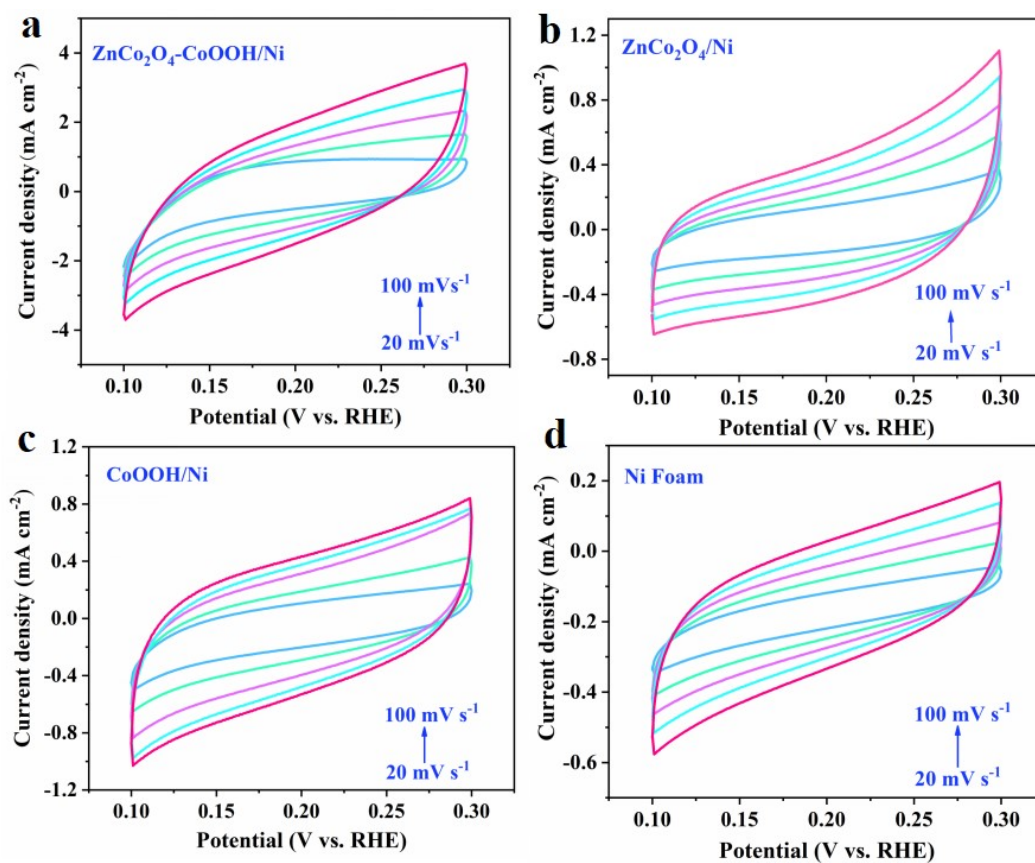 a
ZnCo₂O₄-CoOOH/Ni
Current density (mA cm⁻²)
4
2
0
-2
-4
100 mVs⁻¹
20 mVs⁻¹
0.10 0.15 0.20 0.25 0.30
Potential (V vs. RHE)
b
ZnCo₂O₄/Ni
Current density (mA cm⁻²)
1.2
0.8
0.4
0.0
-0.4
-0.8
100 mV s⁻¹
20 mV s⁻¹
0.10 0.15 0.20 0.25 0.30
Potential (V vs. RHE)
c
CoOOH/Ni
Current density (mA cm⁻²)
1.2
0.8
0.4
0.0
-0.4
-0.8
-1.2
100 mV s⁻¹
20 mV s⁻¹
0.10 0.15 0.20 0.25 0.30
Potential (V vs. RHE)
d
Ni Foam
Current density (mA cm⁻²)
0.2
0.0
-0.2
-0.4
-0.6
100 mV s⁻¹
20 mV s⁻¹
0.10 0.15 0.20 0.25 0.30
Potential (V vs. RHE)